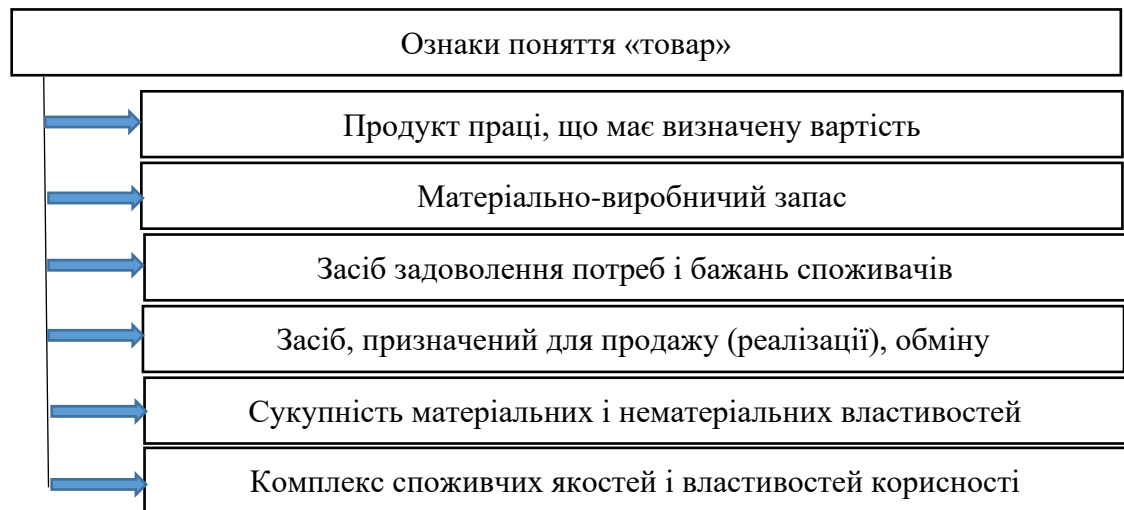 Ознаки поняття «товар»
Продукт праці, що має визначену вартість
Матеріально-виробничий запас
Засіб задоволення потреб і бажань споживачів
Засіб, призначений для продажу (реалізації), обміну
Сукупність матеріальних і нематеріальних властивостей
Комплекс споживчих якостей і властивостей корисності